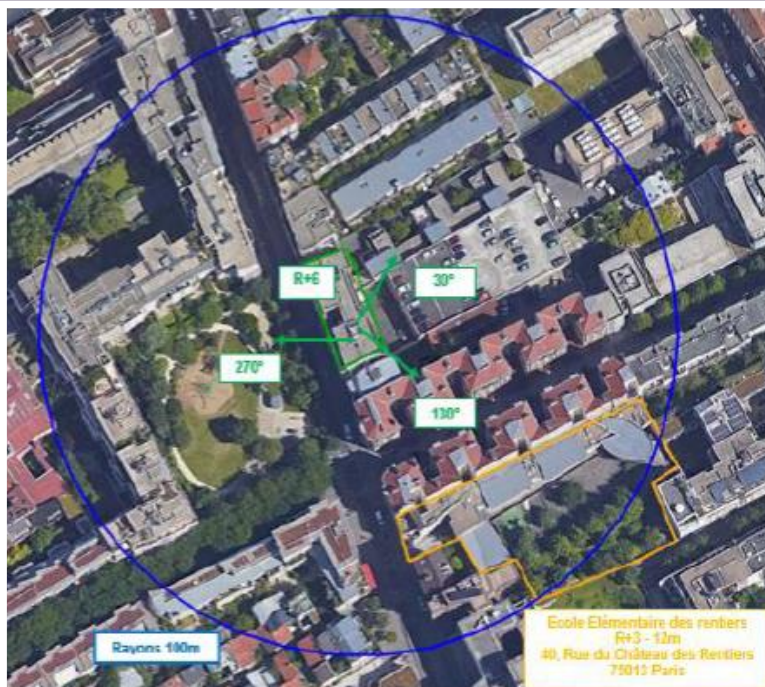 R+6
30°
270°
130°
Rayons 100m
Ecole Elémentaire des rentiers
R+3 - 12m
40, Rue du Château des Rentiers
75013 Paris